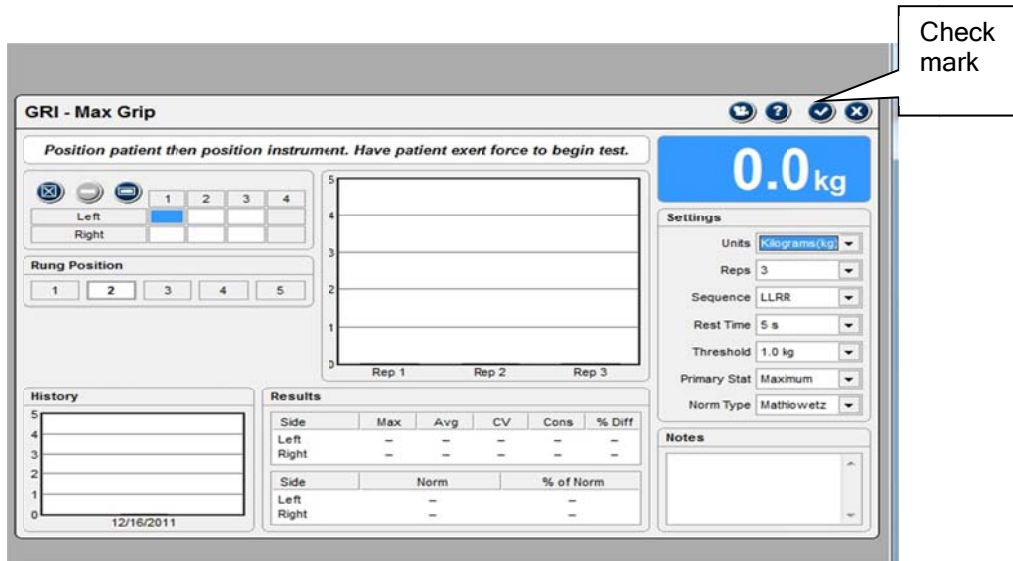 Check
mark
GRI - Max Grip
Position patient then position instrument. Have patient exert force to begin test.
0.0 kg
1 2 3 4
Left
Right
Rung Position
1 2 3 4 5
5
4
3
2
1
0
Rep 1 Rep 2 Rep 3
Settings
Units Kilograms(kg)
Reps 3
Sequence LLRR
Rest Time 5 s
Threshold 1.0 kg
Primary Stat Maximum
Norm Type Mathiowetz
History
5
4
3
2
1
0
12/16/2011
Results
Side Max Avg CV Cons % Diff
Left – – – – –
Right – – – – –
Side Norm % of Norm
Left – –
Right – –
Notes